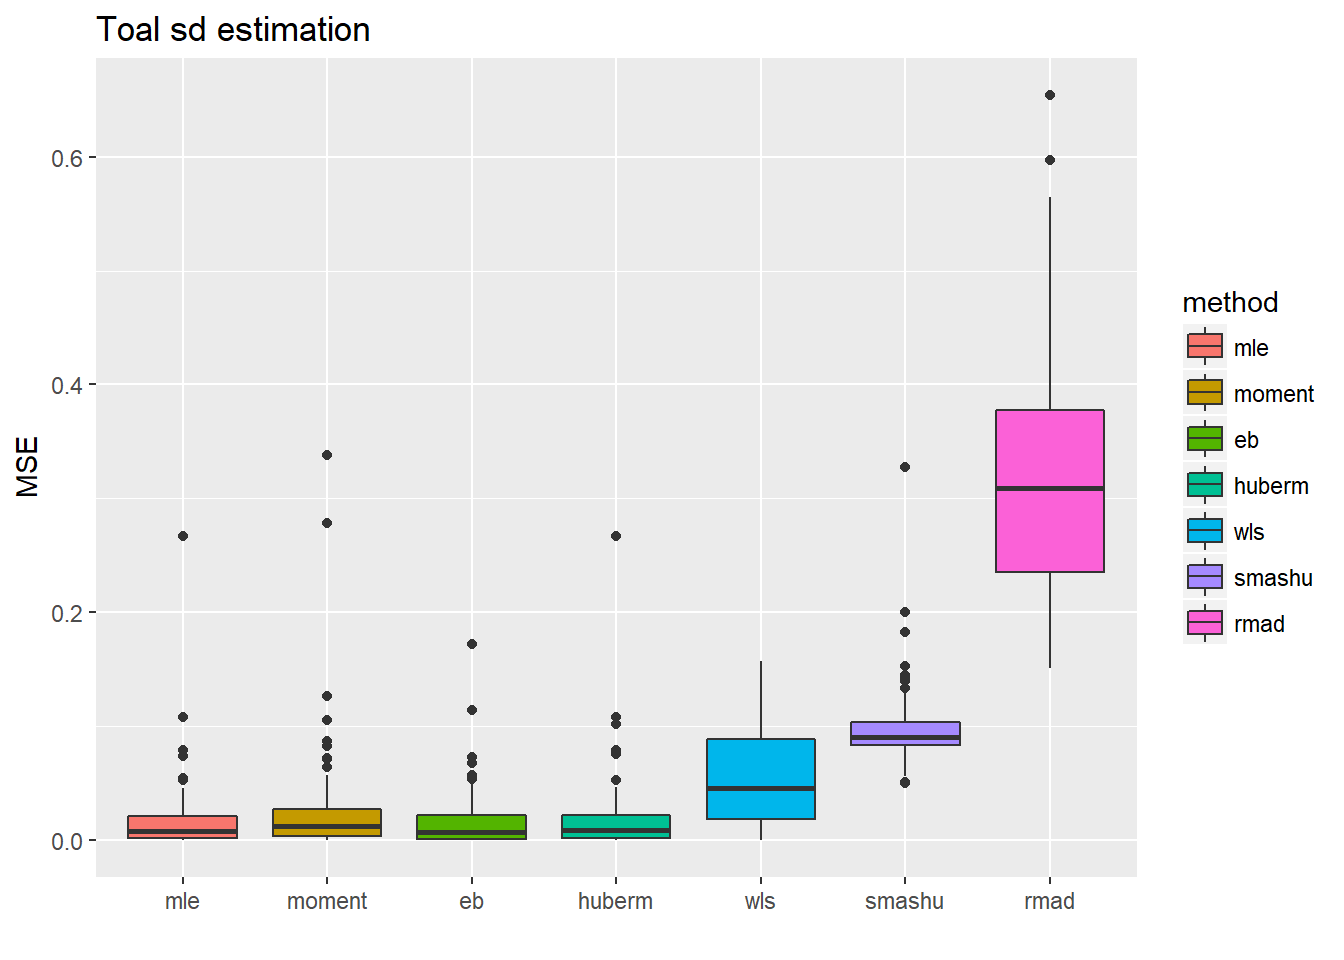 Toal sd estimation
MSE
0.6
0.4
0.2
0.0
mle moment eb huberm wls smashu rmad
method
mle
moment
eb
huberm
wls
smashu
rmad